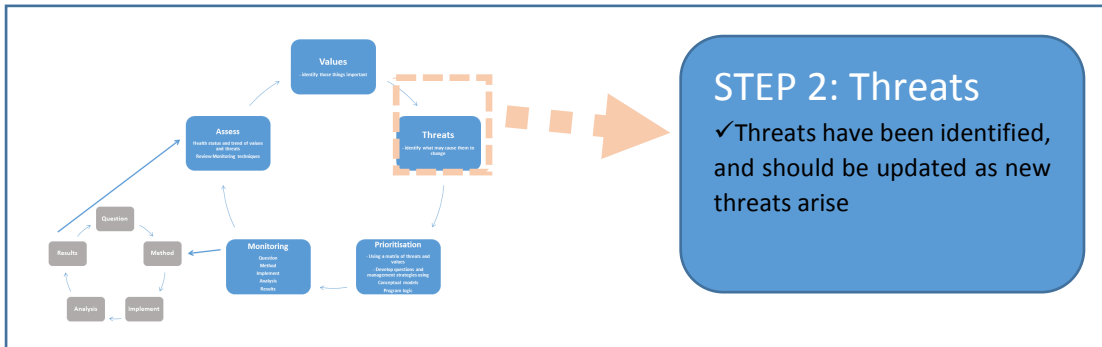 Values
- Identify those things important
Threats
- Identify what may cause them to
change
Prioritisation
- Using a matrix of threats and
values
- Develop questions and
management strategies using
Conceptual models
Program logic
Monitoring
Question
Method
Implement
Analysis
Results
Assess
Health status and trend of values
and threats
Review Monitoring techniques
Question
Method
Implement
Analysis
Results
STEP 2: Threats
✓Threats have been identified,
and should be updated as new
threats arise